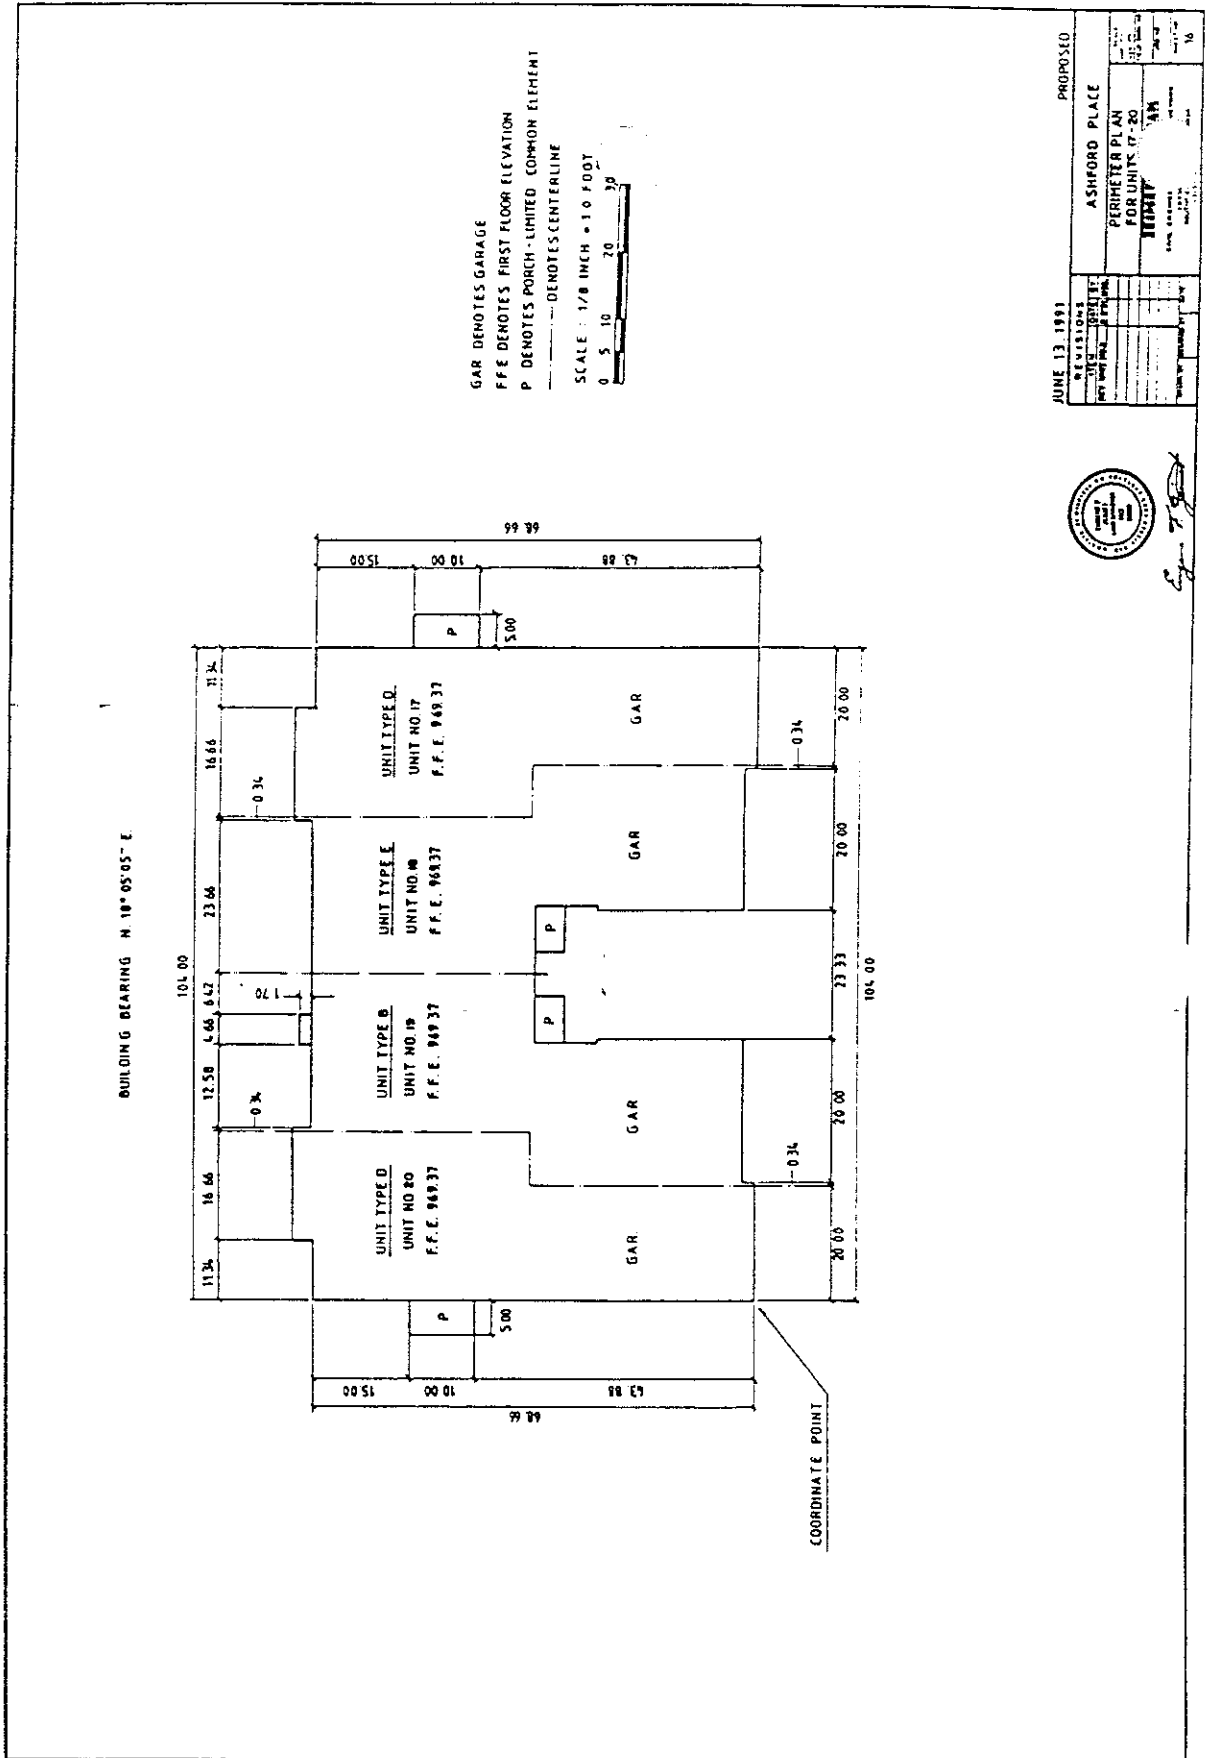 BUILDING BEARING N. 18° 05' 05" E.
104.00
11.34 16.66 12.58 4.66 6.42 23.66 16.66 11.34
0.34
1.70
0.34
UNIT TYPE D
UNIT NO 20
F.F.E. 969.37
UNIT TYPE B
UNIT NO. 19
F.F.E. 969.37
UNIT TYPE E
UNIT NO. 18
F.F.E. 969.37
UNIT TYPE D
UNIT NO. 17
F.F.E. 969.37
15.00
10.00
43.88
68.66
P
5.00
P
P
P
5.00
15.00
10.00
43.88
68.66
GAR.
GAR
GAR
GAR
0.34
0.34
20.00 20.00 23.33 20.00 20.00
104.00
COORDINATE POINT
GAR DENOTES GARAGE
FFE DENOTES FIRST FLOOR ELEVATION
P DENOTES PORCH - LIMITED COMMON ELEMENT
DENOTES CENTERLINE
SCALE : 1/8 INCH = 1.0 FOOT
0 5 10 20 30
JUNE 13 1991
PROPOSED
REVISIONS
ASHFORD PLACE
PERIMETER PLAN
FOR UNITS 17-20
16